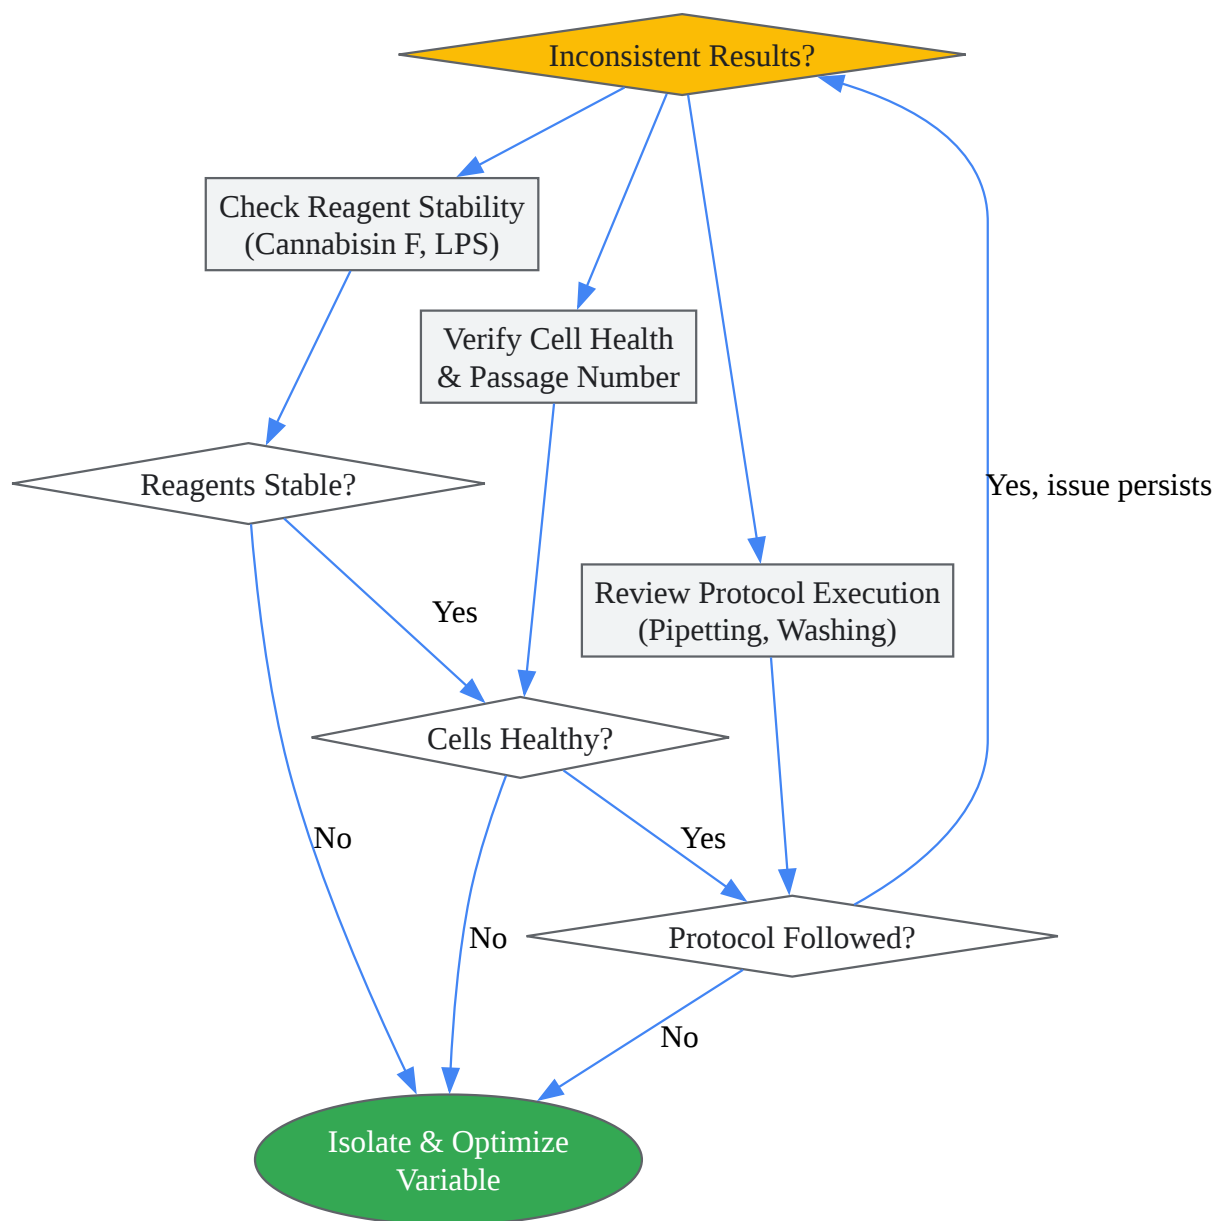 Inconsistent Results?
Check Reagent Stability
(Cannabisin F, LPS)
Verify Cell Health
& Passage Number
Reagents Stable?
Yes, issue persists
Review Protocol Execution
(Pipetting, Washing)
Yes
Cells Healthy?
No
Yes
No
Protocol Followed?
No
Isolate & Optimize
Variable